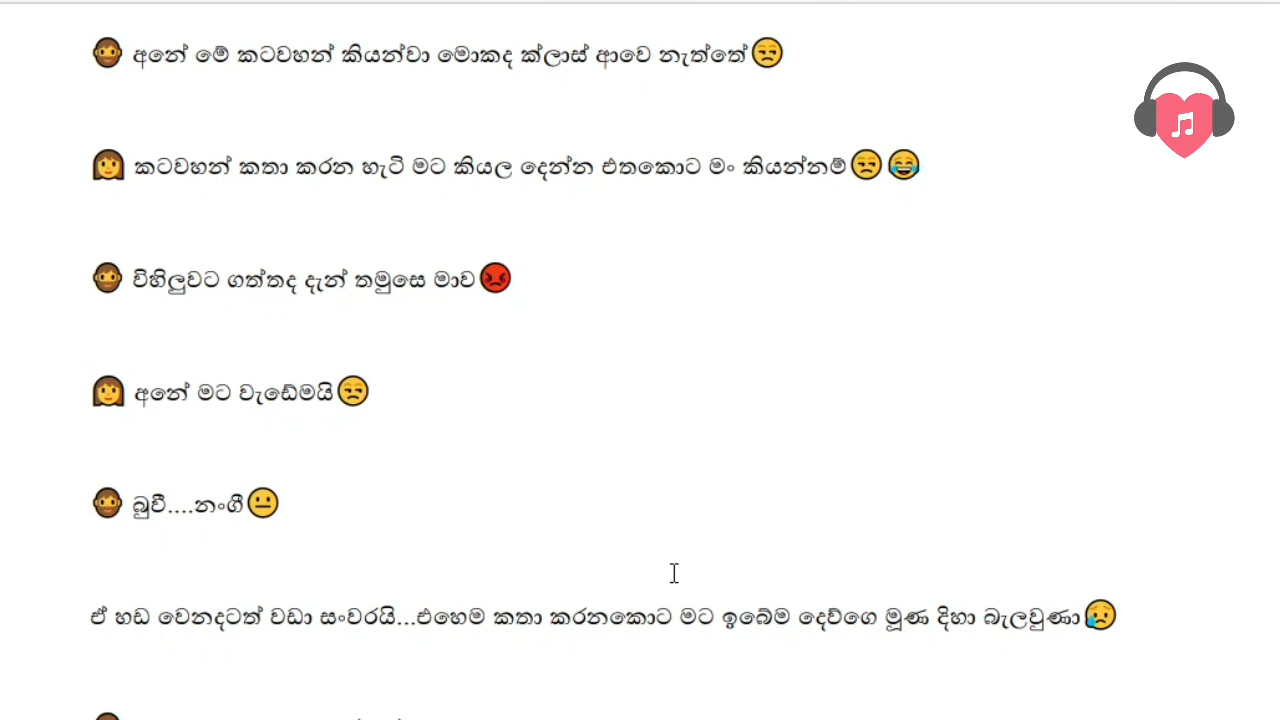 🧔 අනේ මේ කටවහන් කියන්වා මොකද ක්ලාස් ආවෙ නැත්තේ😒
👩 කටවහන් කතා කරන හැටි මට කියල දෙන්න එතකොට මං කියන්නම්😒😂
🧔 විහිලුවට ගත්තද දැන් තමුසෙ මාව😡
👩 අනේ මට වැඩේමයි😒
🧔 බුවී....නංගී😐
ඒ හඩ වෙනදටත් වඩා සංවරයි...එහෙම කතා කරනකොට මට ඉබේම දෙව්ගෙ මූණ දිහා බැලවුණා😥